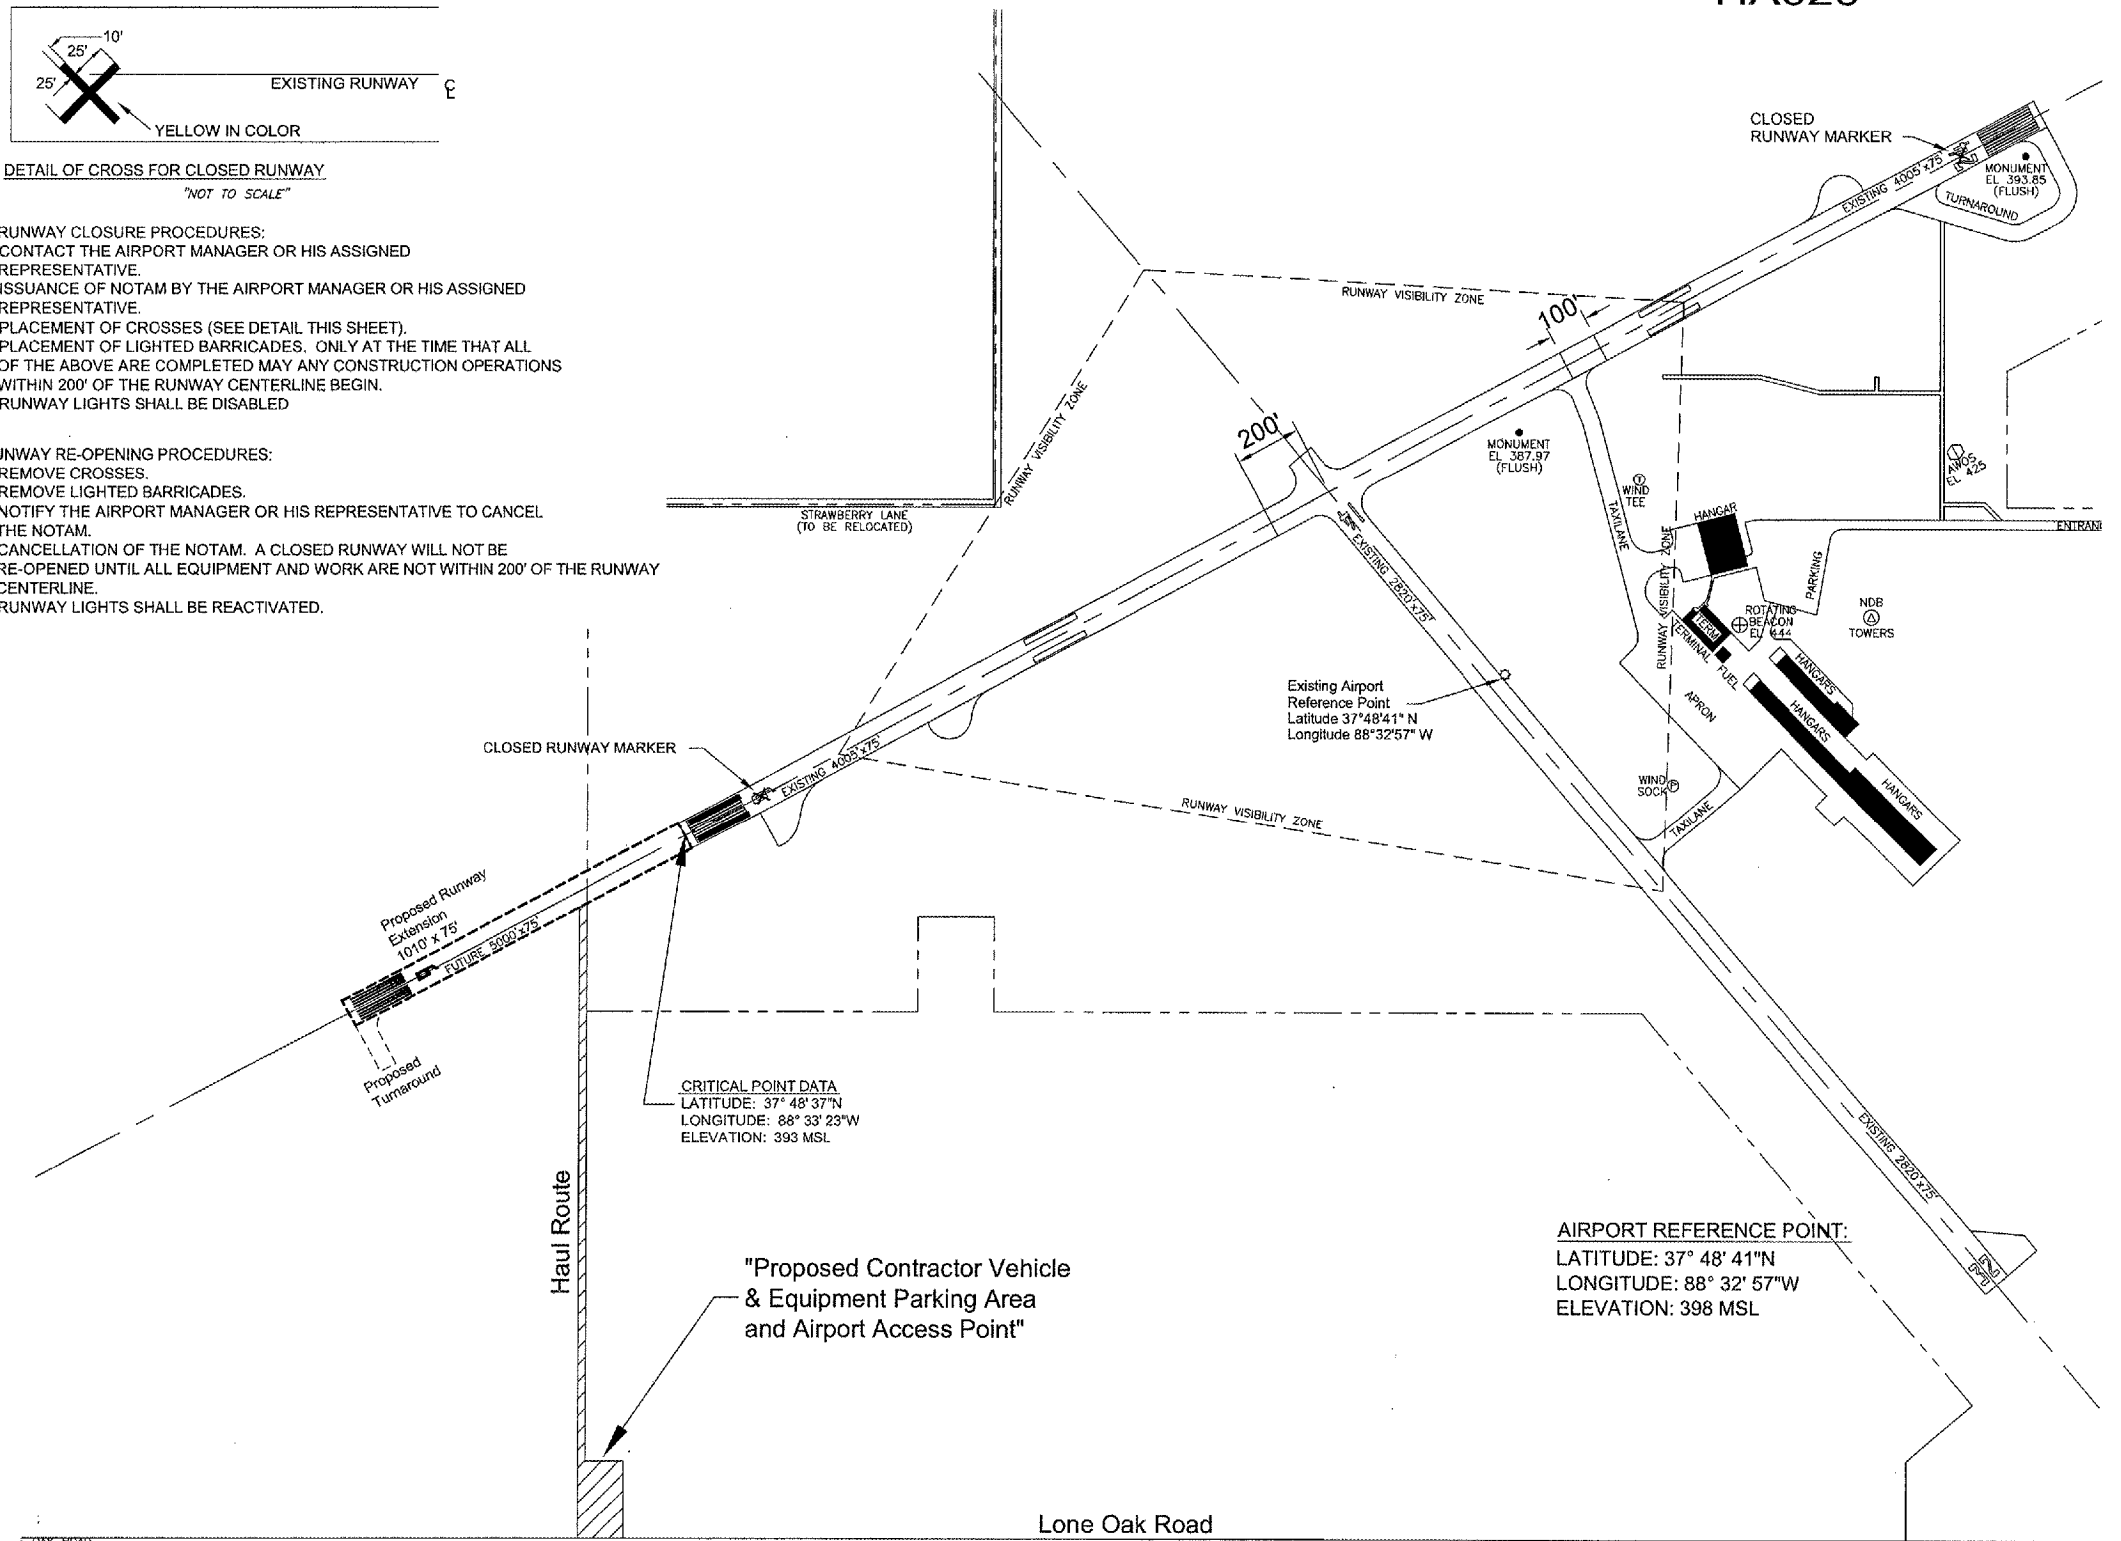 10'
25'
25'
EXISTING RUNWAY
YELLOW IN COLOR
DETAIL OF CROSS FOR CLOSED RUNWAY
"NOT TO SCALE"
RUNWAY CLOSURE PROCEDURES:
CONTACT THE AIRPORT MANAGER OR HIS ASSIGNED
REPRESENTATIVE.
ISSUANCE OF NOTAM BY THE AIRPORT MANAGER OR HIS ASSIGNED
REPRESENTATIVE.
PLACEMENT OF CROSSES (SEE DETAIL THIS SHEET).
PLACEMENT OF LIGHTED BARRICADES. ONLY AT THE TIME THAT ALL
OF THE ABOVE ARE COMPLETED MAY ANY CONSTRUCTION OPERATIONS
WITHIN 200' OF THE RUNWAY CENTERLINE BEGIN.
RUNWAY LIGHTS SHALL BE DISABLED
UNWAY RE-OPENING PROCEDURES:
REMOVE CROSSES.
REMOVE LIGHTED BARRICADES.
NOTIFY THE AIRPORT MANAGER OR HIS REPRESENTATIVE TO CANCEL
THE NOTAM.
CANCELLATION OF THE NOTAM. A CLOSED RUNWAY WILL NOT BE
RE-OPENED UNTIL ALL EQUIPMENT AND WORK ARE NOT WITHIN 200' OF THE RUNWAY
CENTERLINE.
RUNWAY LIGHTS SHALL BE REACTIVATED.
STRAWBERRY LANE
(TO BE RELOCATED)
RUNWAY VISIBILITY ZONE
RUNWAY VISIBILITY ZONE
RUNWAY VISIBILITY ZONE
RUNWAY VISIBILITY ZONE
100'
200'
CLOSED
RUNWAY MARKER
EXISTING 4005'x75'
MONUMENT
EL 393.85
(FLUSH)
TURNAROUND
MONUMENT
EL 387.97
(FLUSH)
WIND
TEE
TAXILANE
HANGAR
AWOS
EL 425
ENTRANC
PARKING
NDB
TOWERS
ROTATING
BEACON
EL 444
TERM
TERMINAL
FUEL
APRON
HANGARS
HANGARS
HANGARS
WIND
SOCK
TAXILANE
EXISTING 2820'x75'
Existing Airport
Reference Point
Latitude 37°48'41" N
Longitude 88°32'57" W
CLOSED RUNWAY MARKER
EXISTING 4005'x75'
Proposed Runway
Extension
1010' x 75'
FUTURE 5000'x75'
Proposed
Turnaround
CRITICAL POINT DATA
LATITUDE: 37° 48' 37"N
LONGITUDE: 88° 33' 23"W
ELEVATION: 393 MSL
Haul Route
"Proposed Contractor Vehicle
& Equipment Parking Area
and Airport Access Point"
EXISTING 2820'x75'
AIRPORT REFERENCE POINT:
LATITUDE: 37° 48' 41"N
LONGITUDE: 88° 32' 57"W
ELEVATION: 398 MSL
Lone Oak Road